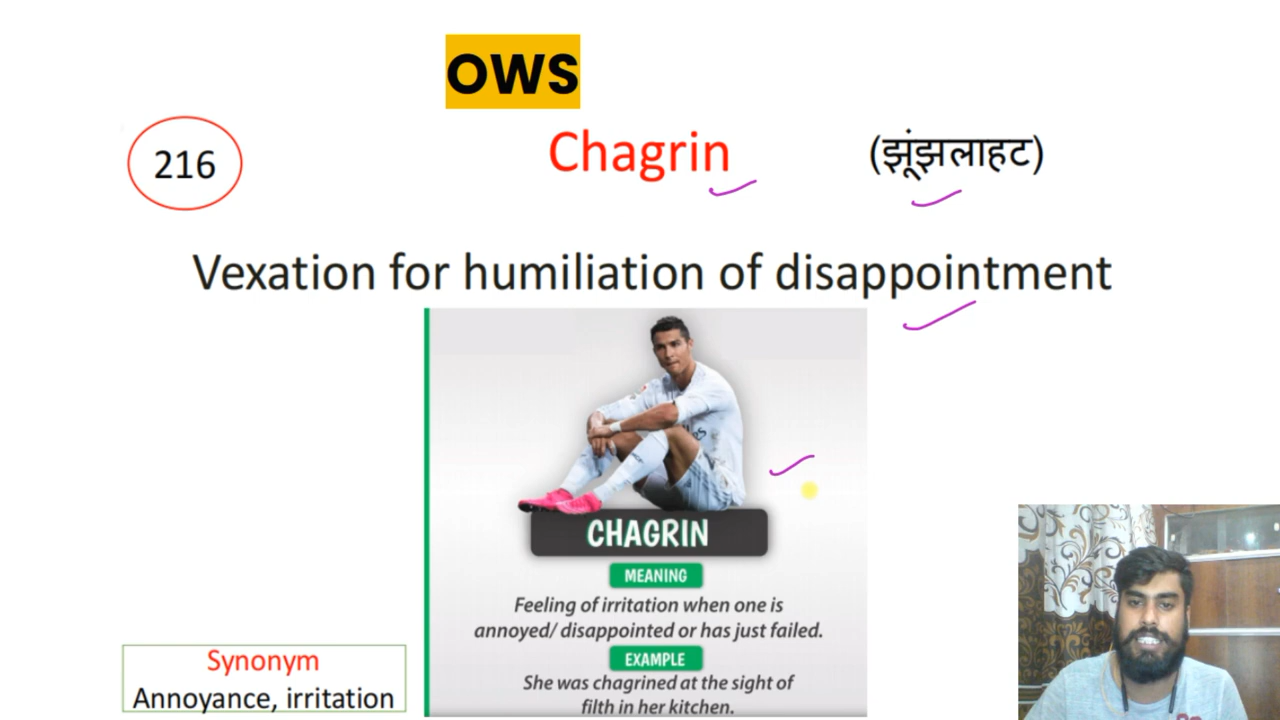 OWS
216
Chagrin
(झूंझलाहट)
Vexation for humiliation of disappointment
CHAGRIN
MEANING
Feeling of irritation when one is
annoyed/ disappointed or has just failed.
EXAMPLE
She was chagrined at the sight of
filth in her kitchen.
Synonym
Annoyance, irritation